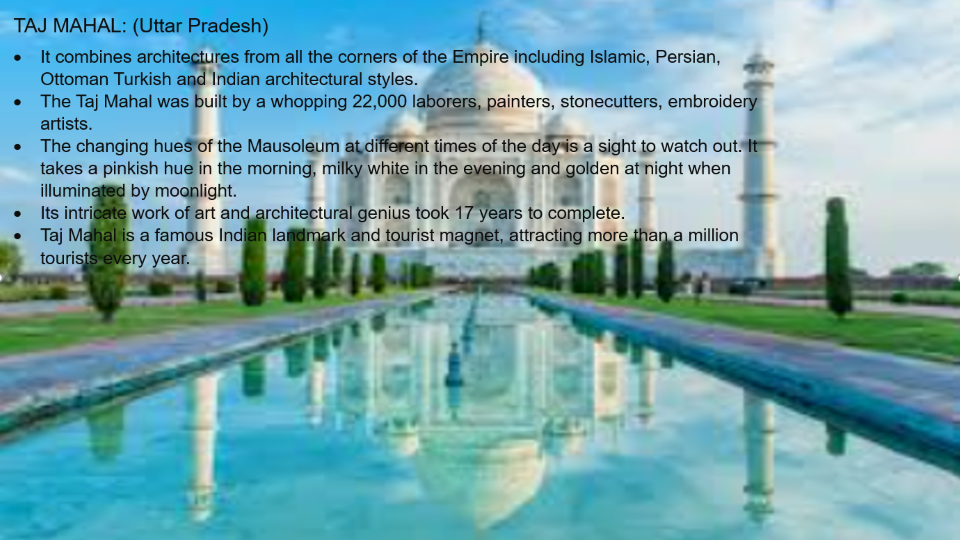 TAJ MAHAL: (Uttar Pradesh)
• It combines architectures from all the corners of the Empire including Islamic, Persian,
Ottoman Turkish and Indian architectural styles.
• The Taj Mahal was built by a whopping 22,000 laborers, painters, stonecutters, embroidery
artists.
• The changing hues of the Mausoleum at different times of the day is a sight to watch out. It
takes a pinkish hue in the morning, milky white in the evening and golden at night when
illuminated by moonlight.
• Its intricate work of art and architectural genius took 17 years to complete.
• Taj Mahal is a famous Indian landmark and tourist magnet, attracting more than a million
tourists every year.